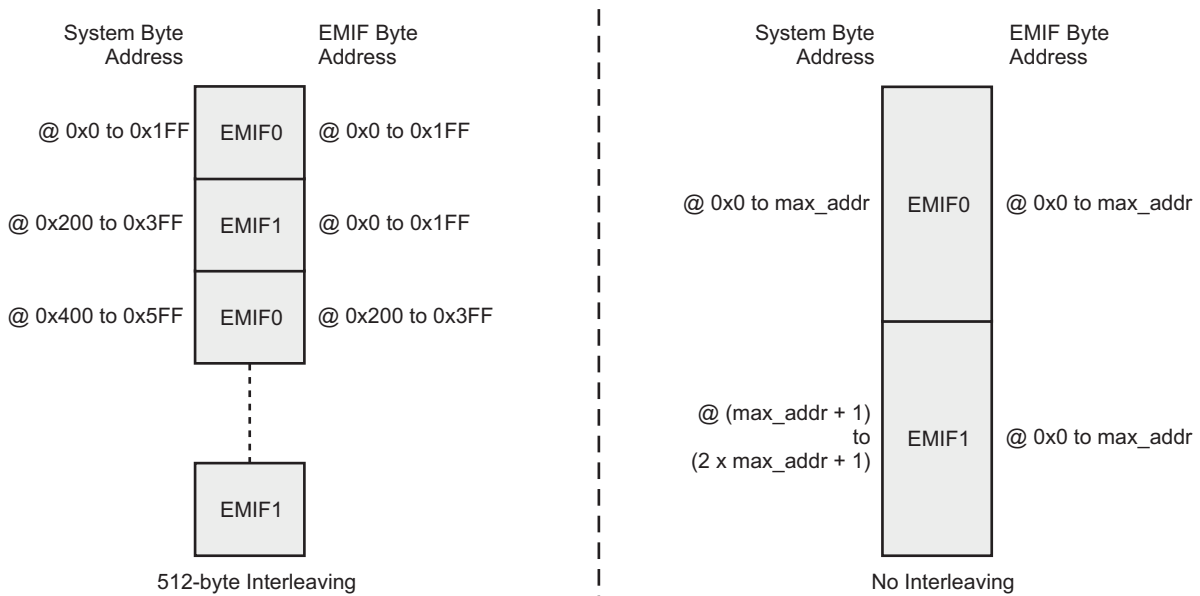 System Byte
Address
EMIF Byte
Address
@ 0x0 to 0x1FF
EMIF0
@ 0x0 to 0x1FF
@ 0x200 to 0x3FF
EMIF1
@ 0x0 to 0x1FF
@ 0x400 to 0x5FF
EMIF0
@ 0x200 to 0x3FF
EMIF1
512-byte Interleaving
System Byte
Address
EMIF Byte
Address
@ 0x0 to max_addr
EMIF0
@ 0x0 to max_addr
@ (max_addr + 1)
to
(2 x max_addr + 1)
EMIF1
@ 0x0 to max_addr
No Interleaving